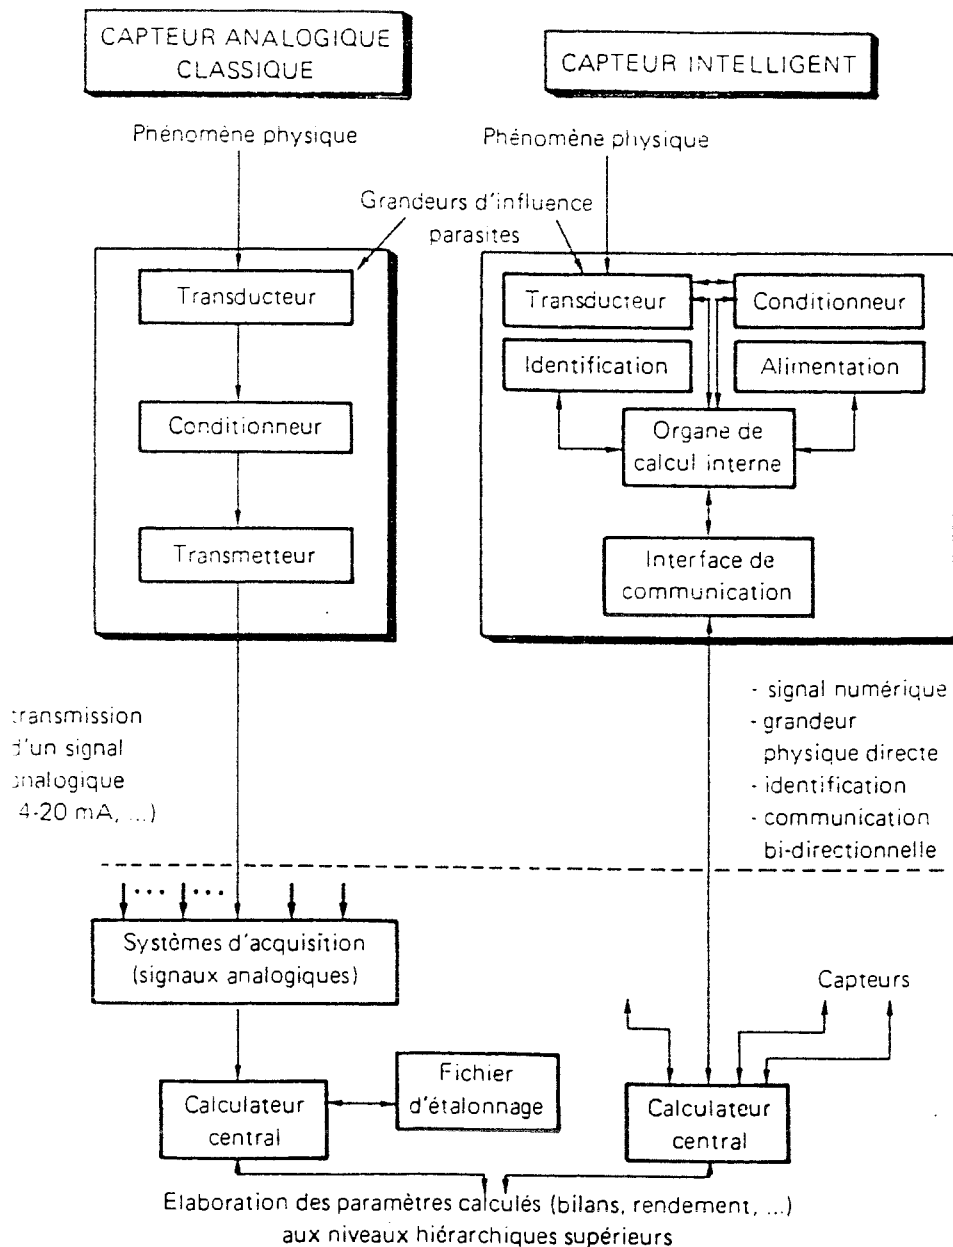 CAPTEUR ANALOGIQUE
CLASSIQUE
CAPTEUR INTELLIGENT
Phénomène physique
Phénomène physique
Grandeurs d'influence
parasites
Transducteur
Conditionneur
Transmetteur
Transducteur
Conditionneur
Identification
Alimentation
Organe de
calcul interne
Interface de
communication
transmission
d'un signal
analogique
4-20 mA, ...)
- signal numérique
- grandeur
physique directe
- identification
- communication
bi-directionnelle
Systèmes d'acquisition
(signaux analogiques)
Capteurs
Calculateur
central
Fichier
d'étalonnage
Calculateur
central
Elaboration des paramètres calculés (bilans, rendement, ...)
aux niveaux hiérarchiques supérieurs